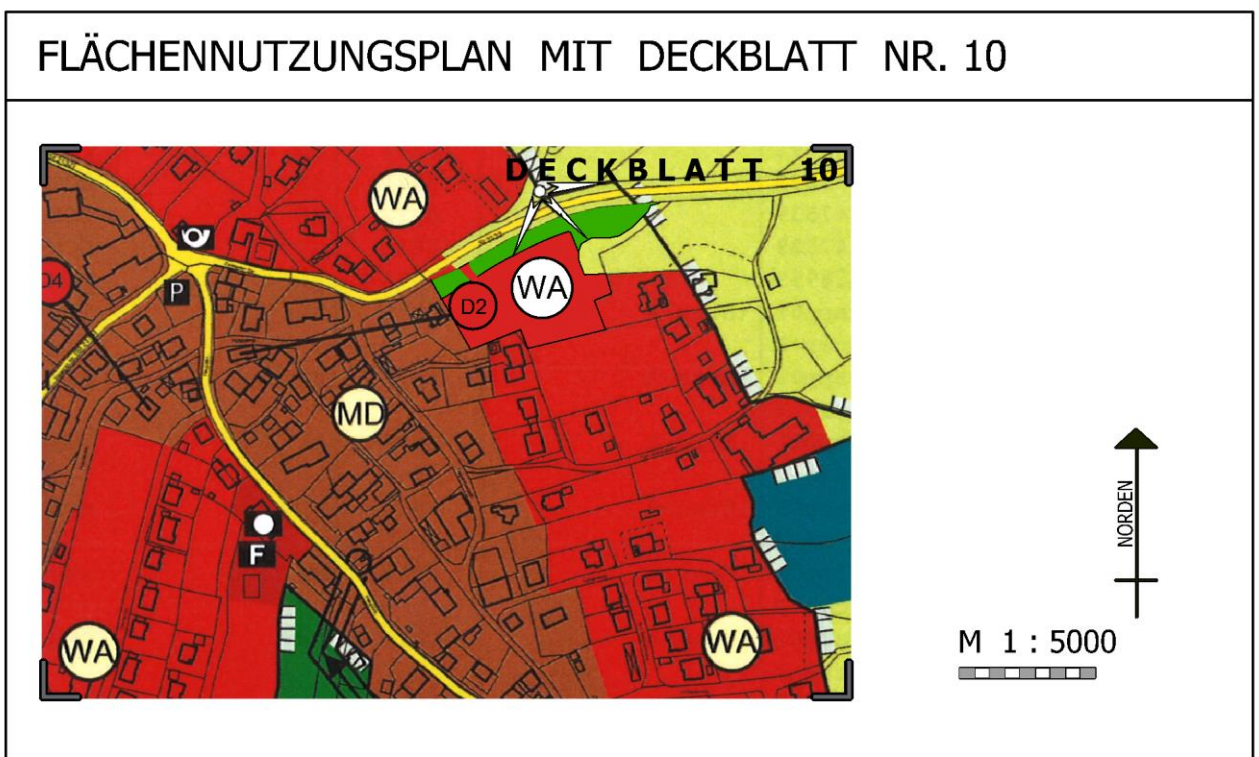 FLÄCHENNUTZUNGSPLAN MIT DECKBLATT NR. 10
DECKBLATT 10
WA
WA
D4
P
D2
MD
F
WA
WA
NORDEN
M 1 : 5000